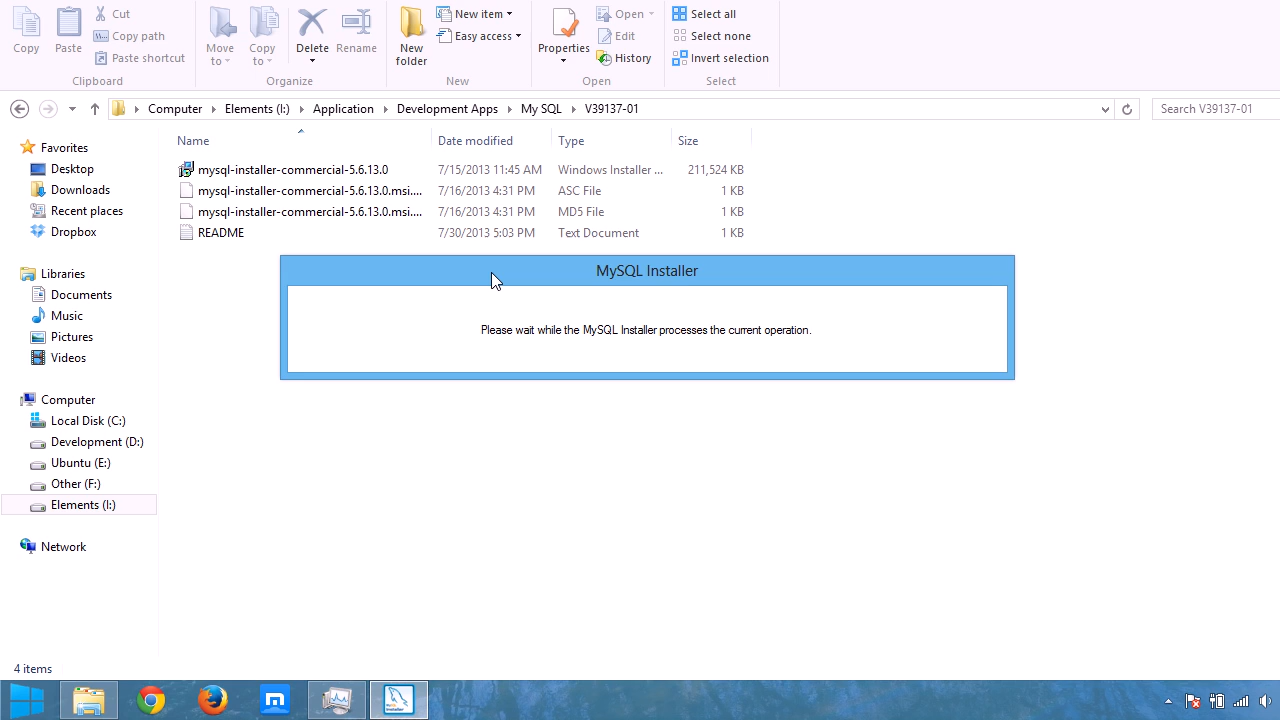 Copy
Paste
Cut
Copy path
Paste shortcut
Clipboard
Move to
Copy to
Delete
Rename
Organize
New folder
New item
Easy access
New
Properties
Open
Edit
History
Open
Select all
Select none
Invert selection
Select
Computer Elements (I:) Application Development Apps My SQL V39137-01
Search V39137-01
Name Date modified Type Size
mysql-installer-commercial-5.6.13.0 7/15/2013 11:45 AM Windows Installer ... 211,524 KB
mysql-installer-commercial-5.6.13.0.msi.... 7/16/2013 4:31 PM ASC File 1 KB
mysql-installer-commercial-5.6.13.0.msi.... 7/16/2013 4:31 PM MD5 File 1 KB
README 7/30/2013 5:03 PM Text Document 1 KB
Favorites
Desktop
Downloads
Recent places
Dropbox
Libraries
Documents
Music
Pictures
Videos
Computer
Local Disk (C:)
Development (D:)
Ubuntu (E:)
Other (F:)
Elements (I:)
Network
MySQL Installer
Please wait while the MySQL Installer processes the current operation.
4 items